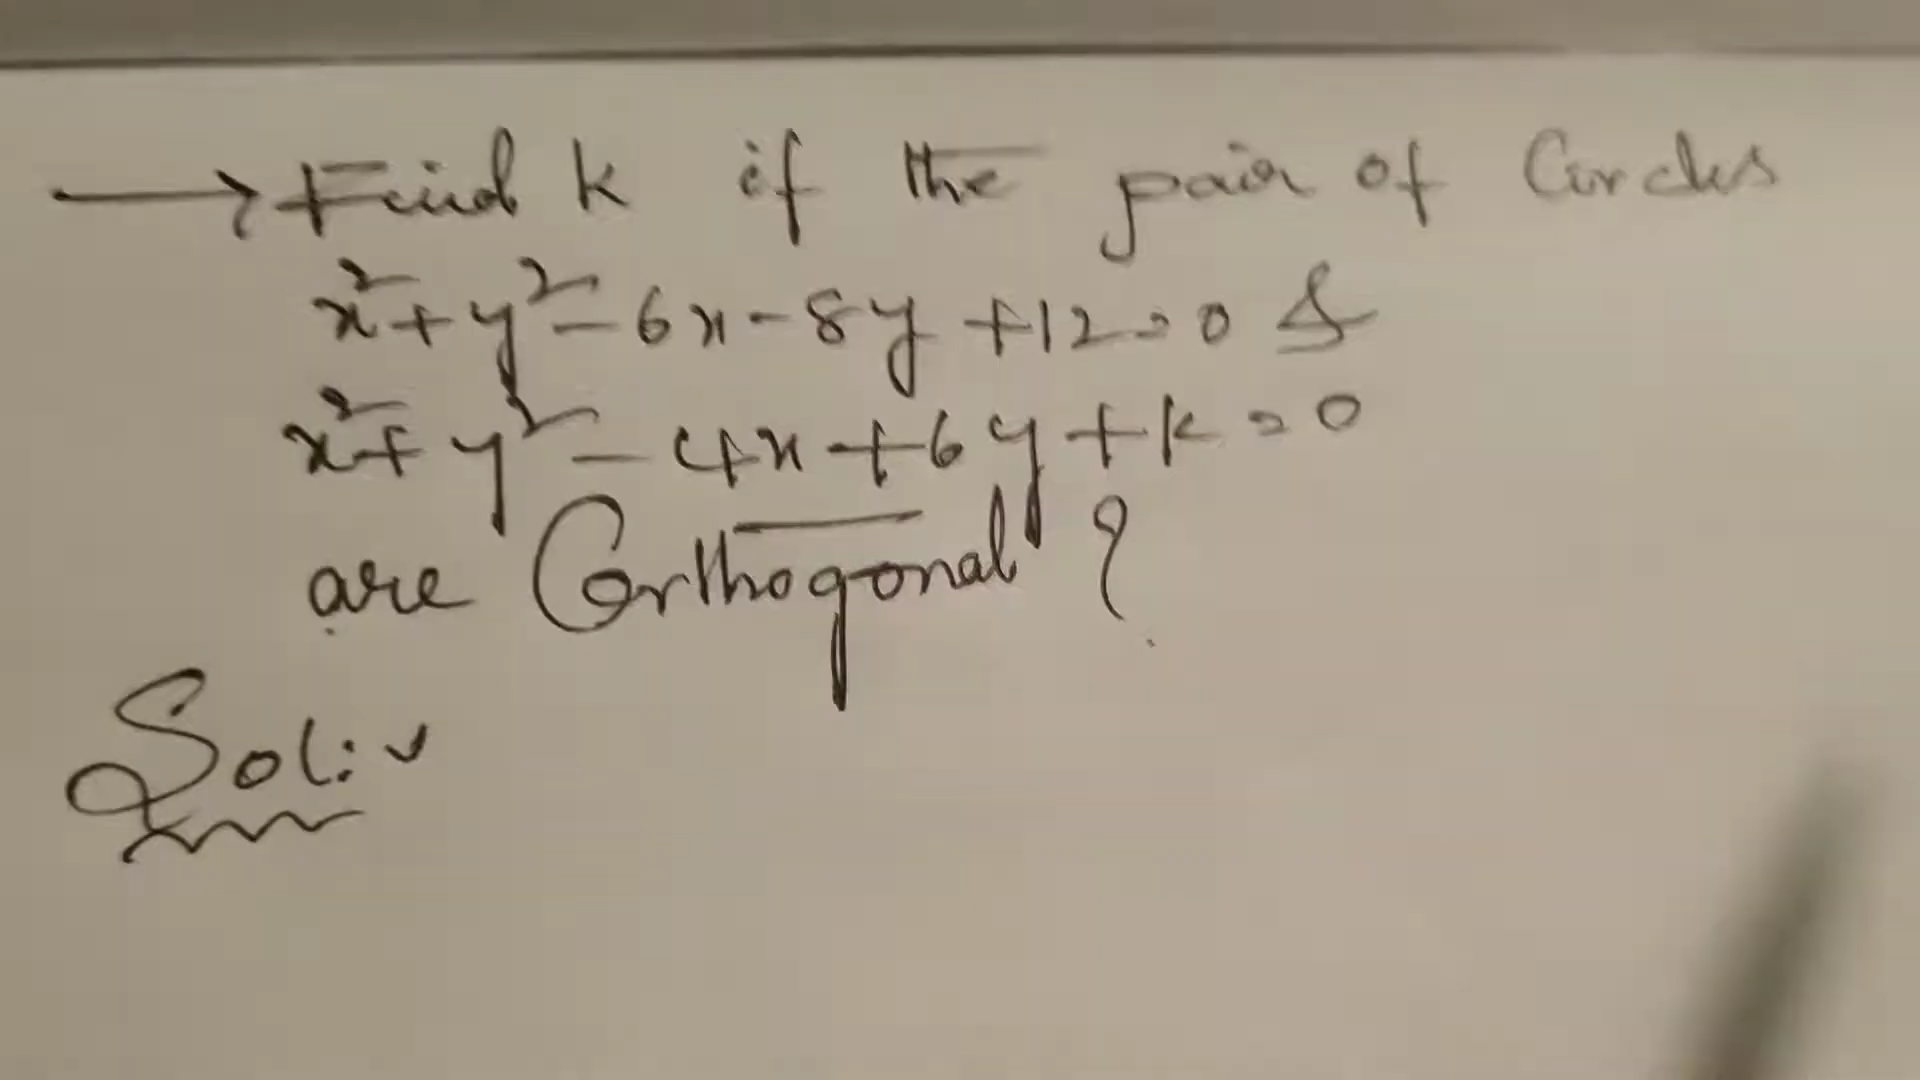 → Find k if the pair of Circles
x²+y²-6x-8y+12=0 &
x²+y²-4x+6y+k=0
are Orthogonal ?
Sol: